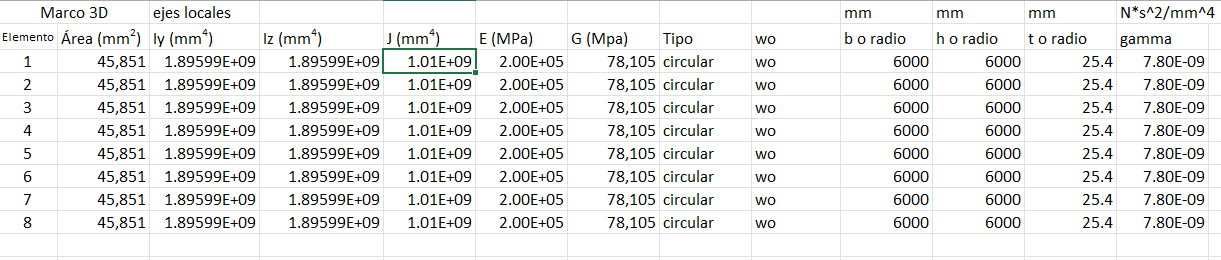 Marco 3D ejes locales mm mm mm N*s^2/mm^4
Elemento Área (mm²) Iy (mm⁴) Iz (mm⁴) J (mm⁴) E (MPa) G (Mpa) Tipo wo b o radio h o radio t o radio gamma
1 45,851 1.89599E+09 1.89599E+09 1.01E+09 2.00E+05 78,105 circular wo 6000 6000 25.4 7.80E-09
2 45,851 1.89599E+09 1.89599E+09 1.01E+09 2.00E+05 78,105 circular wo 6000 6000 25.4 7.80E-09
3 45,851 1.89599E+09 1.89599E+09 1.01E+09 2.00E+05 78,105 circular wo 6000 6000 25.4 7.80E-09
4 45,851 1.89599E+09 1.89599E+09 1.01E+09 2.00E+05 78,105 circular wo 6000 6000 25.4 7.80E-09
5 45,851 1.89599E+09 1.89599E+09 1.01E+09 2.00E+05 78,105 circular wo 6000 6000 25.4 7.80E-09
6 45,851 1.89599E+09 1.89599E+09 1.01E+09 2.00E+05 78,105 circular wo 6000 6000 25.4 7.80E-09
7 45,851 1.89599E+09 1.89599E+09 1.01E+09 2.00E+05 78,105 circular wo 6000 6000 25.4 7.80E-09
8 45,851 1.89599E+09 1.89599E+09 1.01E+09 2.00E+05 78,105 circular wo 6000 6000 25.4 7.80E-09